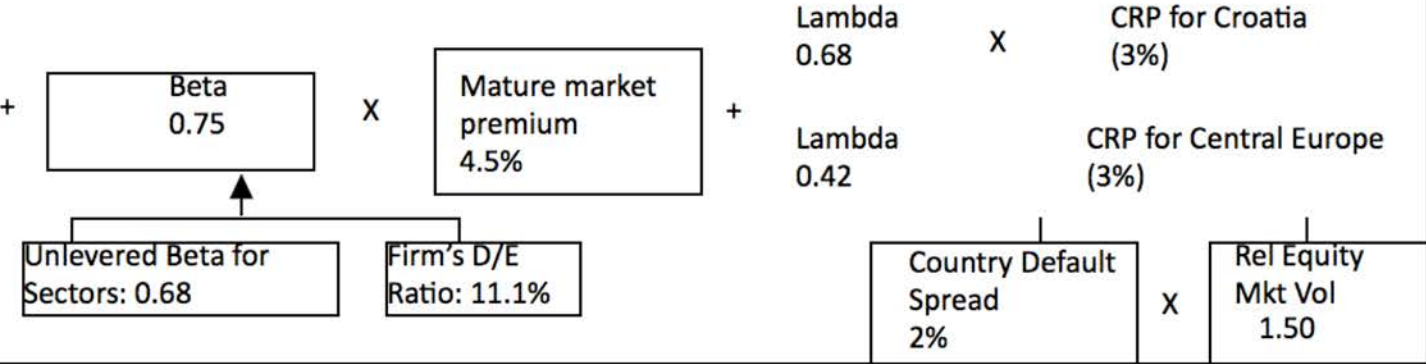 +
Beta
0.75
X
Mature market
premium
4.5%
+
Lambda
0.68
X
CRP for Croatia
(3%)
Lambda
0.42
CRP for Central Europe
(3%)
Unlevered Beta for
Sectors: 0.68
Firm's D/E
Ratio: 11.1%
Country Default
Spread
2%
X
Rel Equity
Mkt Vol
1.50